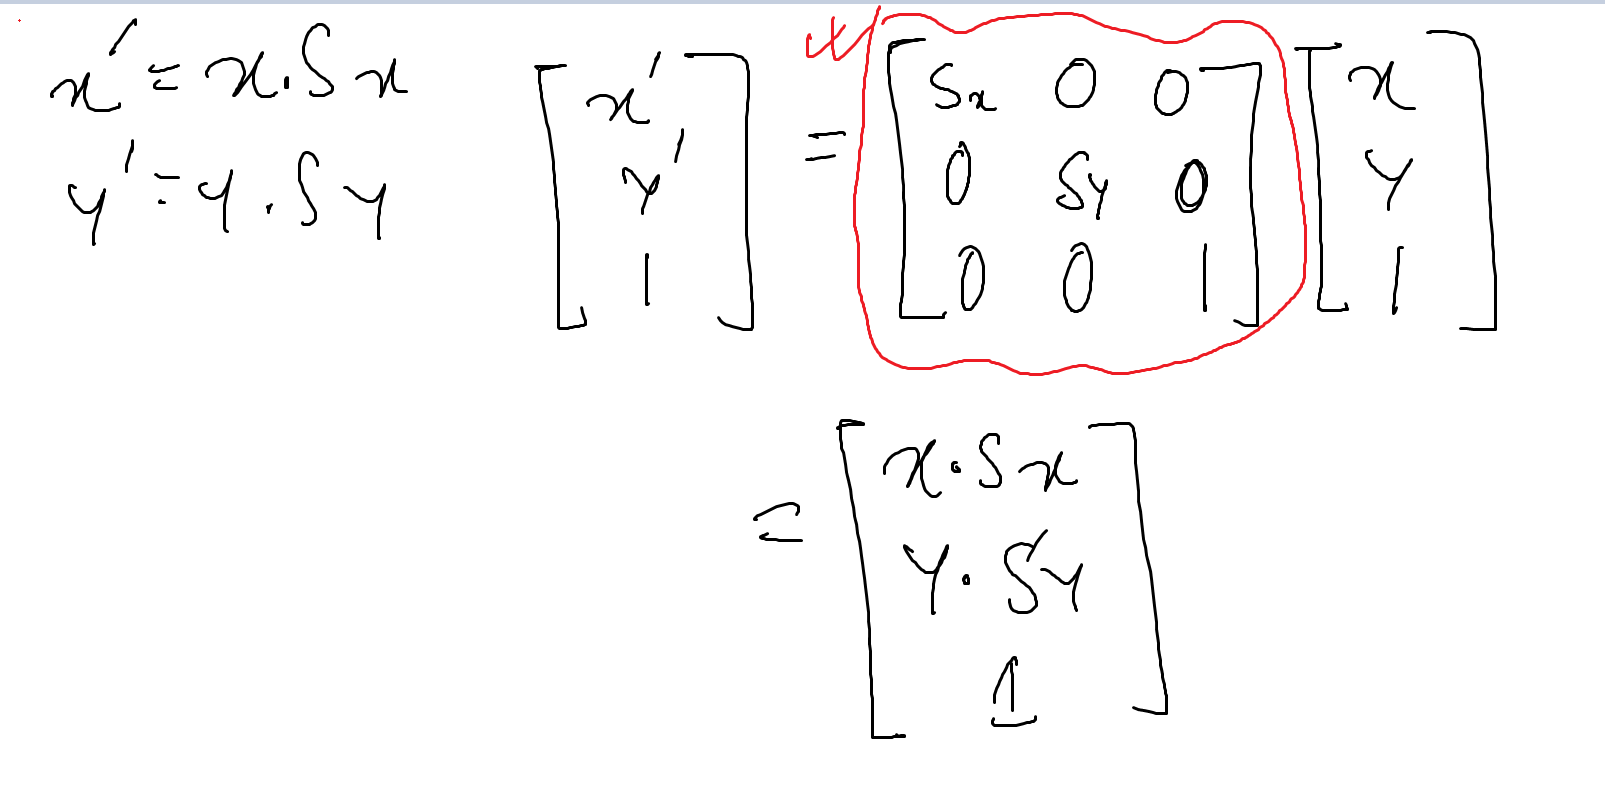 x' = x.Sx
y' = y.Sy
[x' y' 1] = [Sx 0 0
0 Sy 0
0 0 1] [x y 1]
= [x.Sx
y.Sy
1]